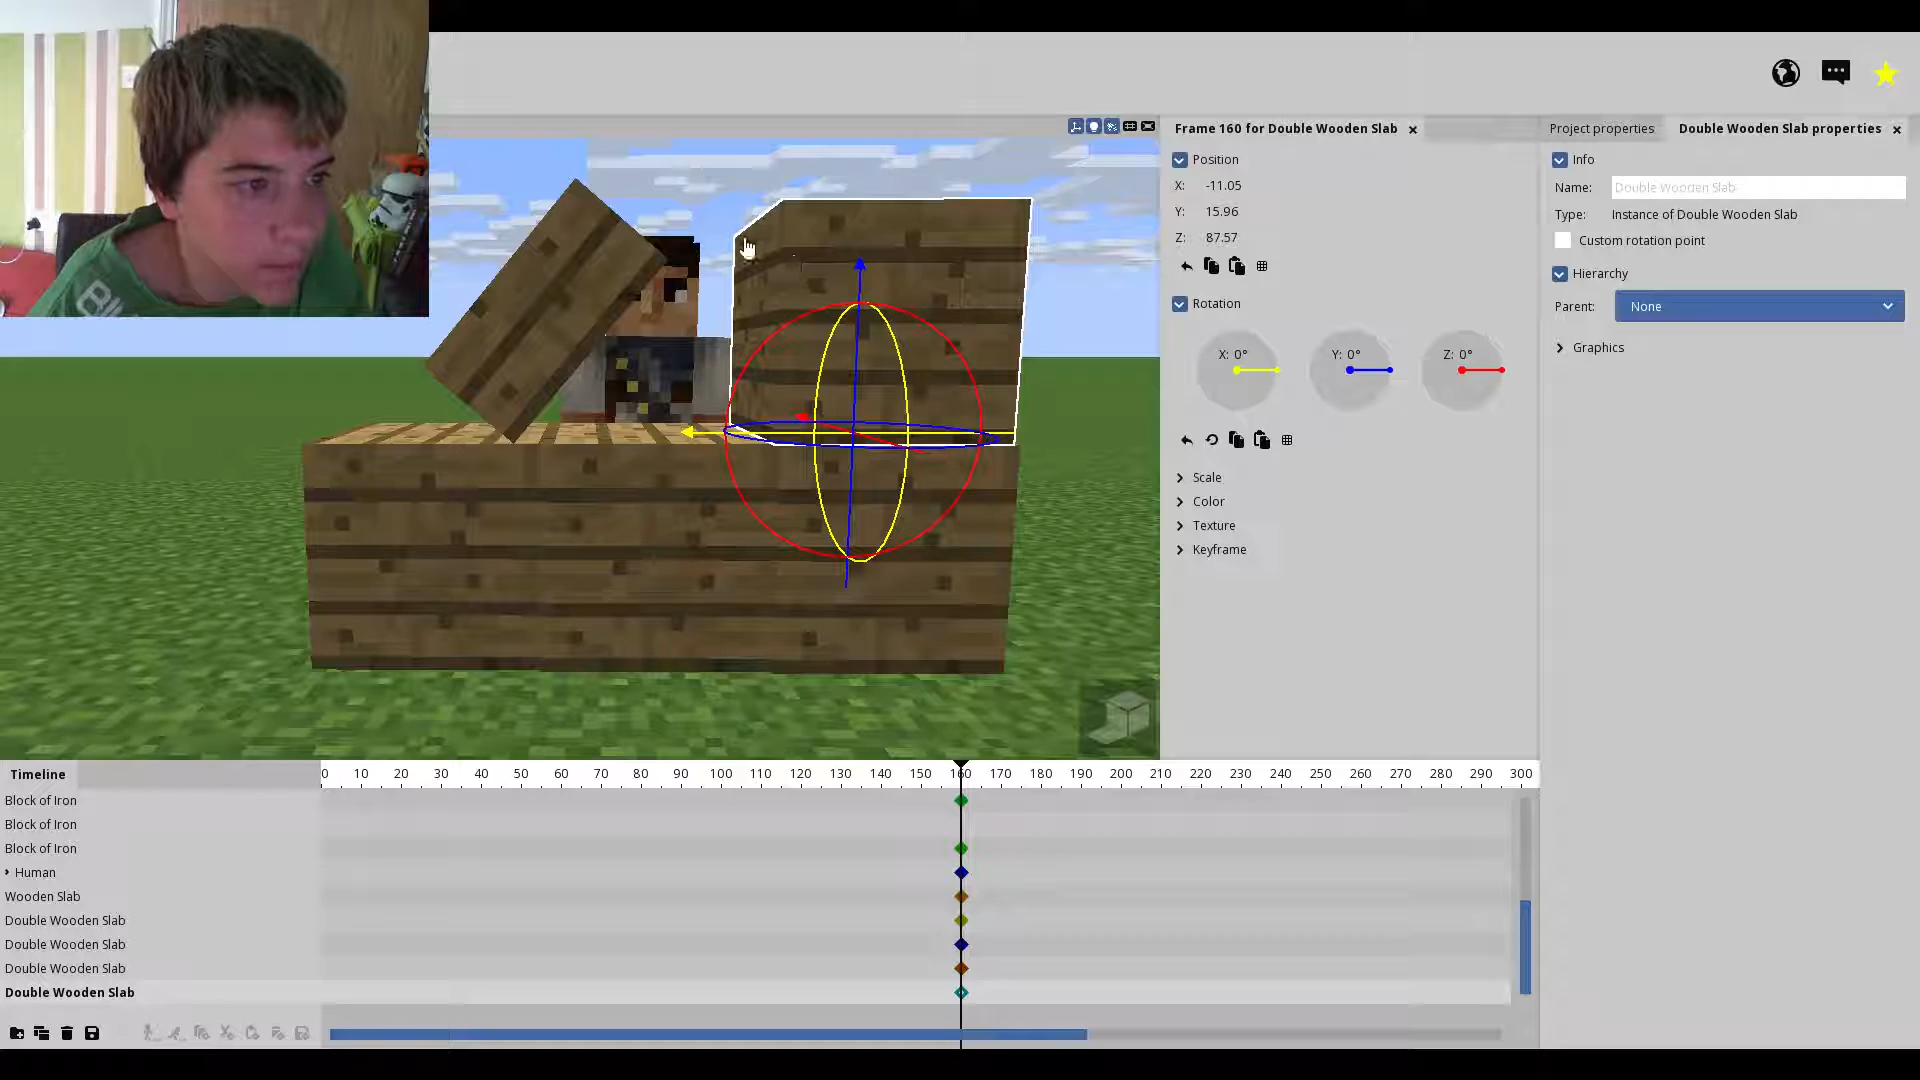 Frame 160 for Double Wooden Slab
Project properties
Double Wooden Slab properties
Position
X: -11.05
Y: 15.96
Z: 87.57
Rotation
X: 0°
Y: 0°
Z: 0°
Scale
Color
Texture
Keyframe
Info
Name: Double Wooden Slab
Type: Instance of Double Wooden Slab
Custom rotation point
Hierarchy
Parent: None
Graphics
Timeline
0 10 20 30 40 50 60 70 80 90 100 110 120 130 140 150 160 170 180 190 200 210 220 230 240 250 260 270 280 290 300
Block of Iron
Block of Iron
Block of Iron
Human
Wooden Slab
Double Wooden Slab
Double Wooden Slab
Double Wooden Slab
Double Wooden Slab